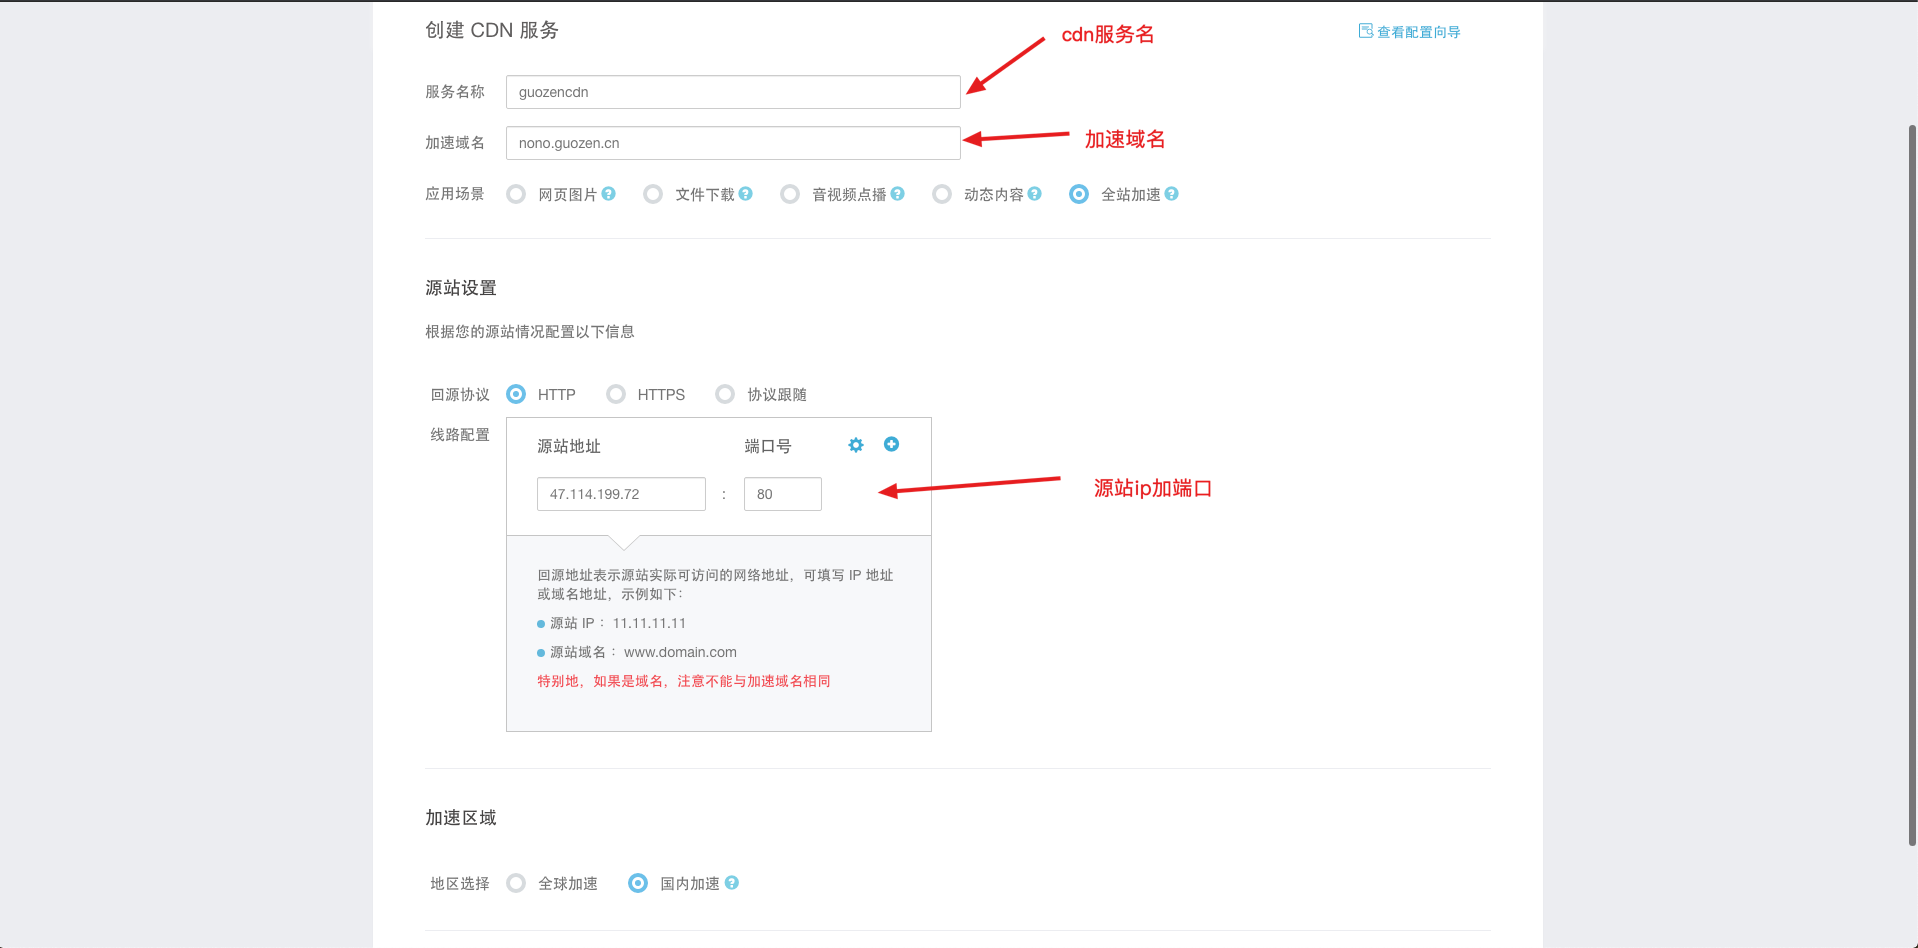 创建 CDN 服务
cdn服务名
查看配置向导
服务名称
guozencdn
加速域名
nono.guozen.cn
加速域名
应用场景
网页图片
文件下载
音视频点播
动态内容
全站加速
源站设置
根据您的源站情况配置以下信息
回源协议
HTTP
HTTPS
协议跟随
线路配置
源站地址
端口号
47.114.199.72
:
80
源站ip加端口
回源地址表示源站实际可访问的网络地址，可填写 IP 地址
或域名地址，示例如下：
源站 IP： 11.11.11.11
源站域名： www.domain.com
特别地，如果是域名，注意不能与加速域名相同
加速区域
地区选择
全球加速
国内加速